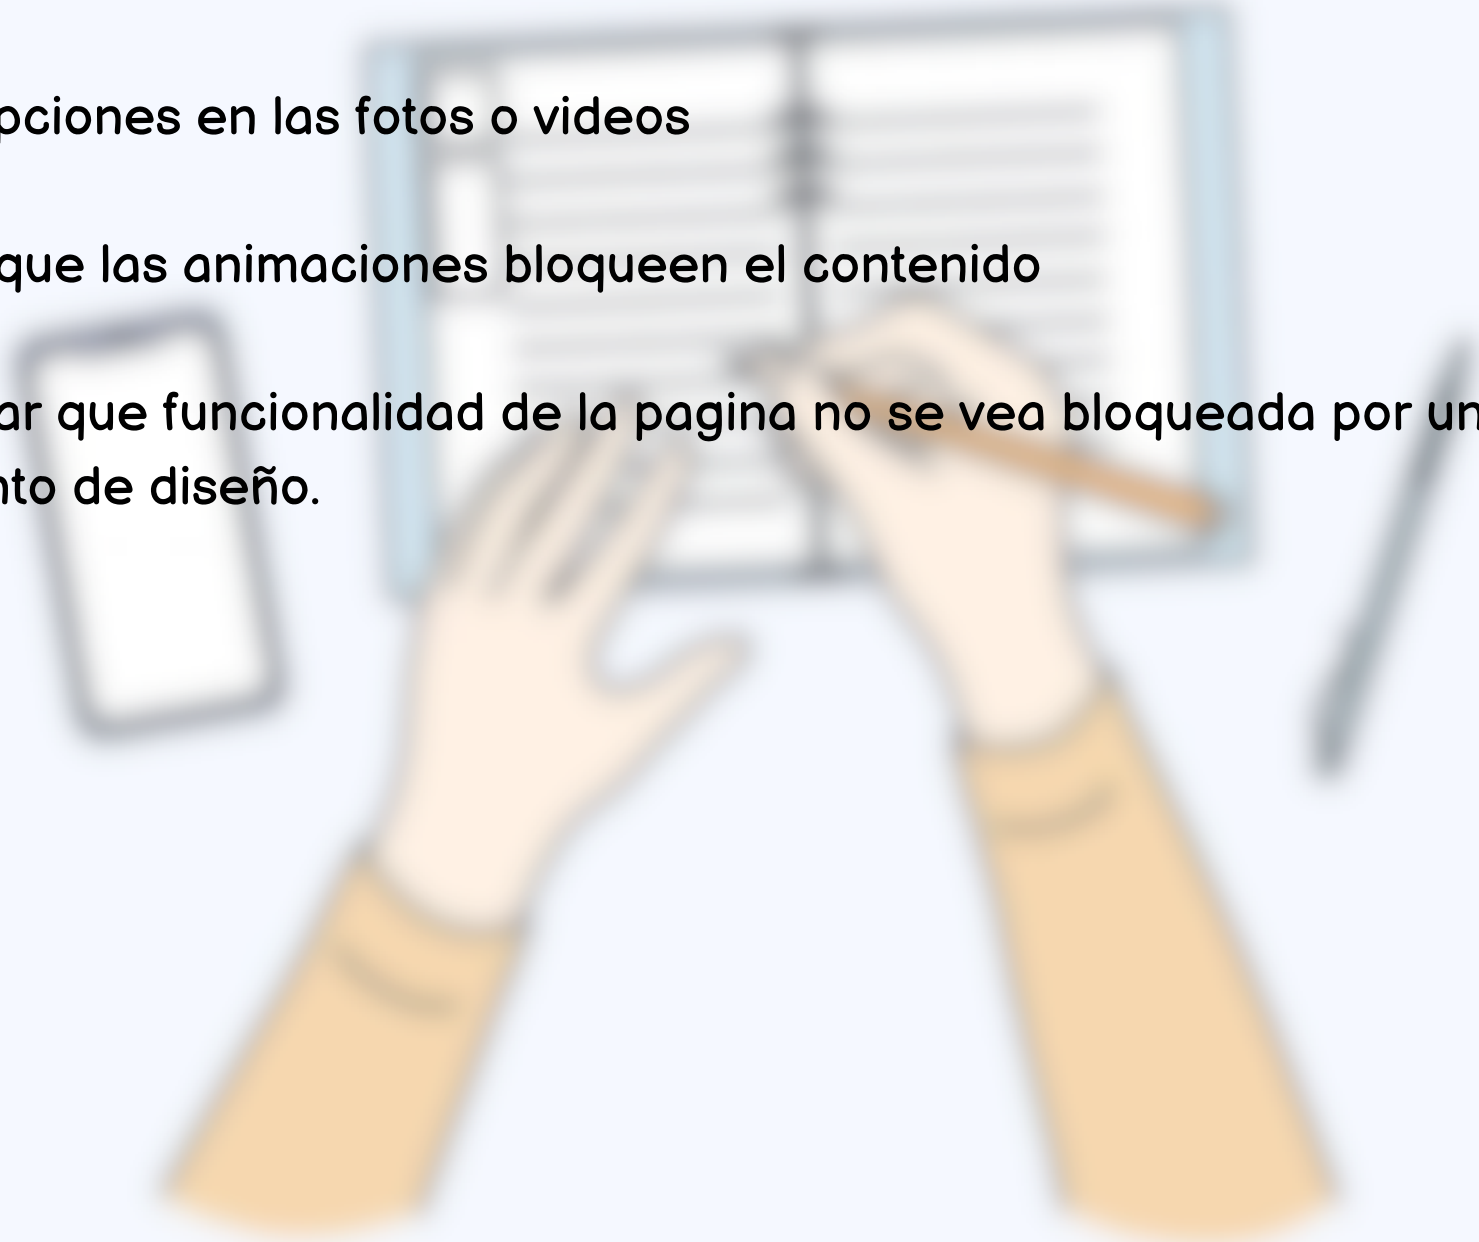 pciones en las fotos o videos
que las animaciones bloqueen el contenido
ar que funcionalidad de la pagina no se vea bloqueada por un
nto de diseño.